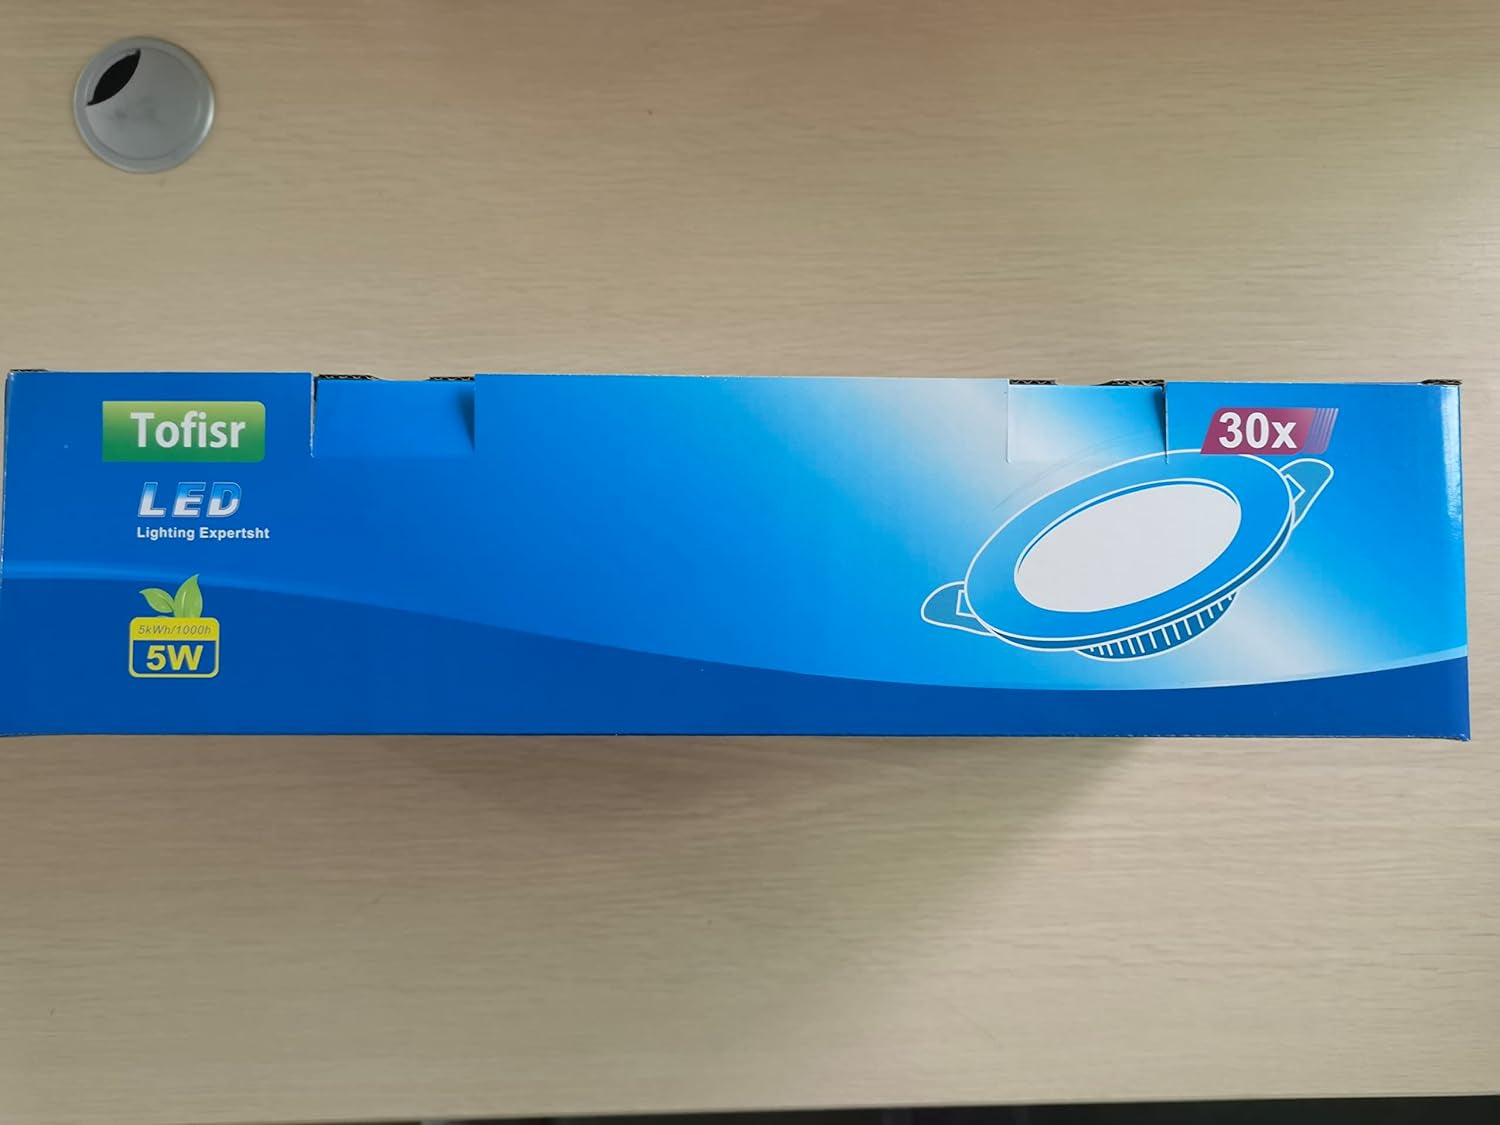 Tofisr
LED
Lighting Expertsht
5kWh/1000h
5W
30x